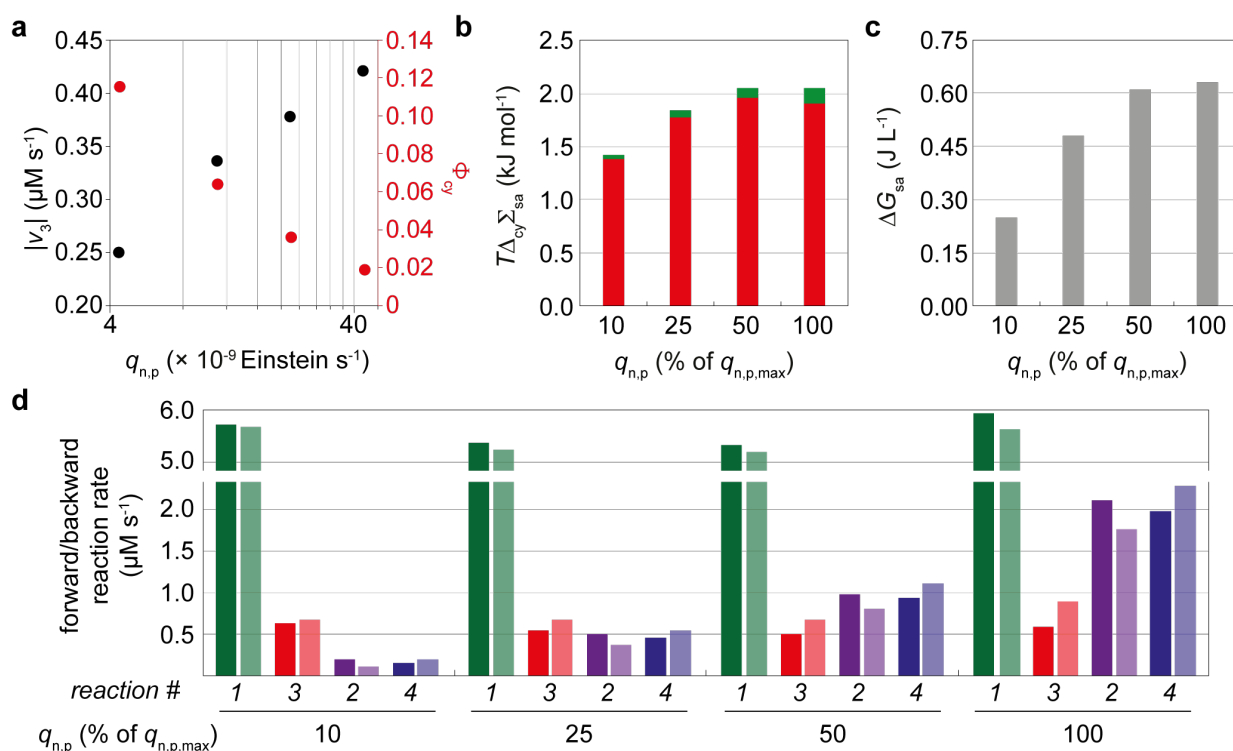 a
|v₃| (µM s⁻¹)
0.45
0.40
0.35
0.30
0.25
0.20
0.14
0.12
0.10
0.08
0.06
0.04
0.02
0
Φcy
4
40
qn,p (× 10⁻⁹ Einstein s⁻¹)
b
TΔcyΣsa (kJ mol⁻¹)
2.5
2.0
1.5
1.0
0.5
0.0
10 25 50 100
qn,p (% of qn,p,max)
c
ΔGsa (J L⁻¹)
0.75
0.60
0.45
0.30
0.15
0.00
10 25 50 100
qn,p (% of qn,p,max)
d
forward/backward
reaction rate
(µM s⁻¹)
6.0
5.0
2.0
1.5
1.0
0.5
reaction # 1 3 2 4 1 3 2 4 1 3 2 4 1 3 2 4
qn,p (% of qn,p,max) 10 25 50 100